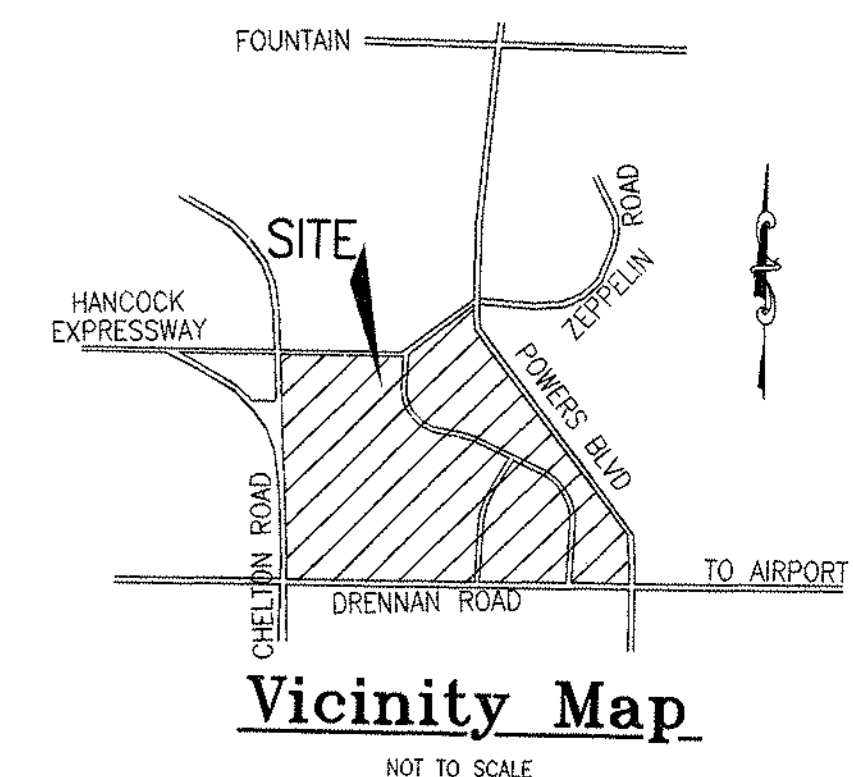 FOUNTAIN
ROAD
ZEPPELIN
SITE
HANCOCK
EXPRESSWAY
POWERS BLVD
CHELTON ROAD
TO AIRPORT
DRENNAN ROAD
Vicinity Map
NOT TO SCALE